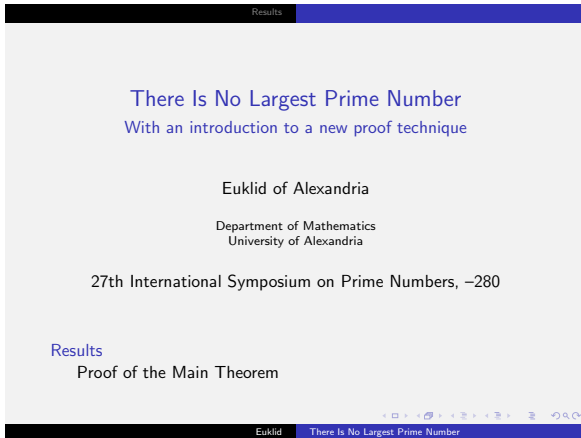 Results
There Is No Largest Prime Number
With an introduction to a new proof technique
Euklid of Alexandria
Department of Mathematics
University of Alexandria
27th International Symposium on Prime Numbers, –280
Results
Proof of the Main Theorem
Euklid There Is No Largest Prime Number